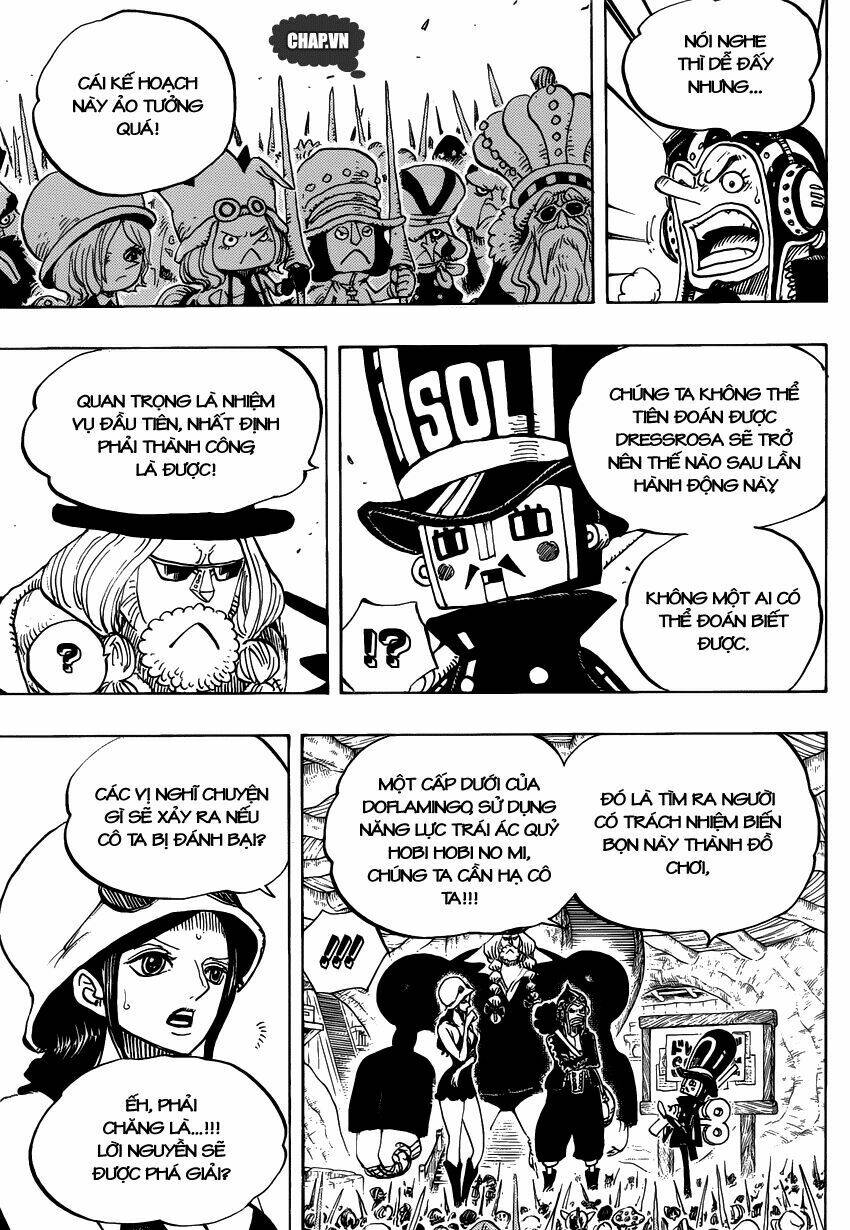 NÓI NGHE
THÌ DỄ ĐẤY
NHƯNG...
CHAP.VN
CÁI KẾ HOẠCH
NÀY ẢO TƯỞNG
QUÁ!
SOL
CHÚNG TA KHÔNG THỂ
TIÊN ĐOÁN ĐƯỢC
DRESSROSA SẼ TRỞ
NÊN THẾ NÀO SAU LẦN
HÀNH ĐỘNG NÀY,
KHÔNG MỘT AI CÓ
THỂ ĐOÁN BIẾT
ĐƯỢC.
!?
QUAN TRỌNG LÀ NHIỆM
VỤ ĐẦU TIÊN, NHẤT ĐỊNH
PHẢI THÀNH CÔNG
LÀ ĐƯỢC!
?
ĐÓ LÀ TÌM RA NGƯỜI
CÓ TRÁCH NHIỆM BIẾN
BỌN NÀY THÀNH ĐỒ
CHƠI,
MỘT CẤP DƯỚI CỦA
DOFLAMINGO, SỬ DỤNG
NĂNG LỰC TRÁI ÁC QUỶ
HOBI HOBI NO MI,
CHÚNG TA CẦN HẠ CÔ
TA!!!
!!!
CÁC VỊ NGHĨ CHUYỆN
GÌ SẼ XẢY RA NẾU
CÔ TA BỊ ĐÁNH BẠI?
ẾH, PHẢI
CHĂNG LÀ...!!!
LỜI NGUYỀN SẼ
ĐƯỢC PHÁ GIẢI?